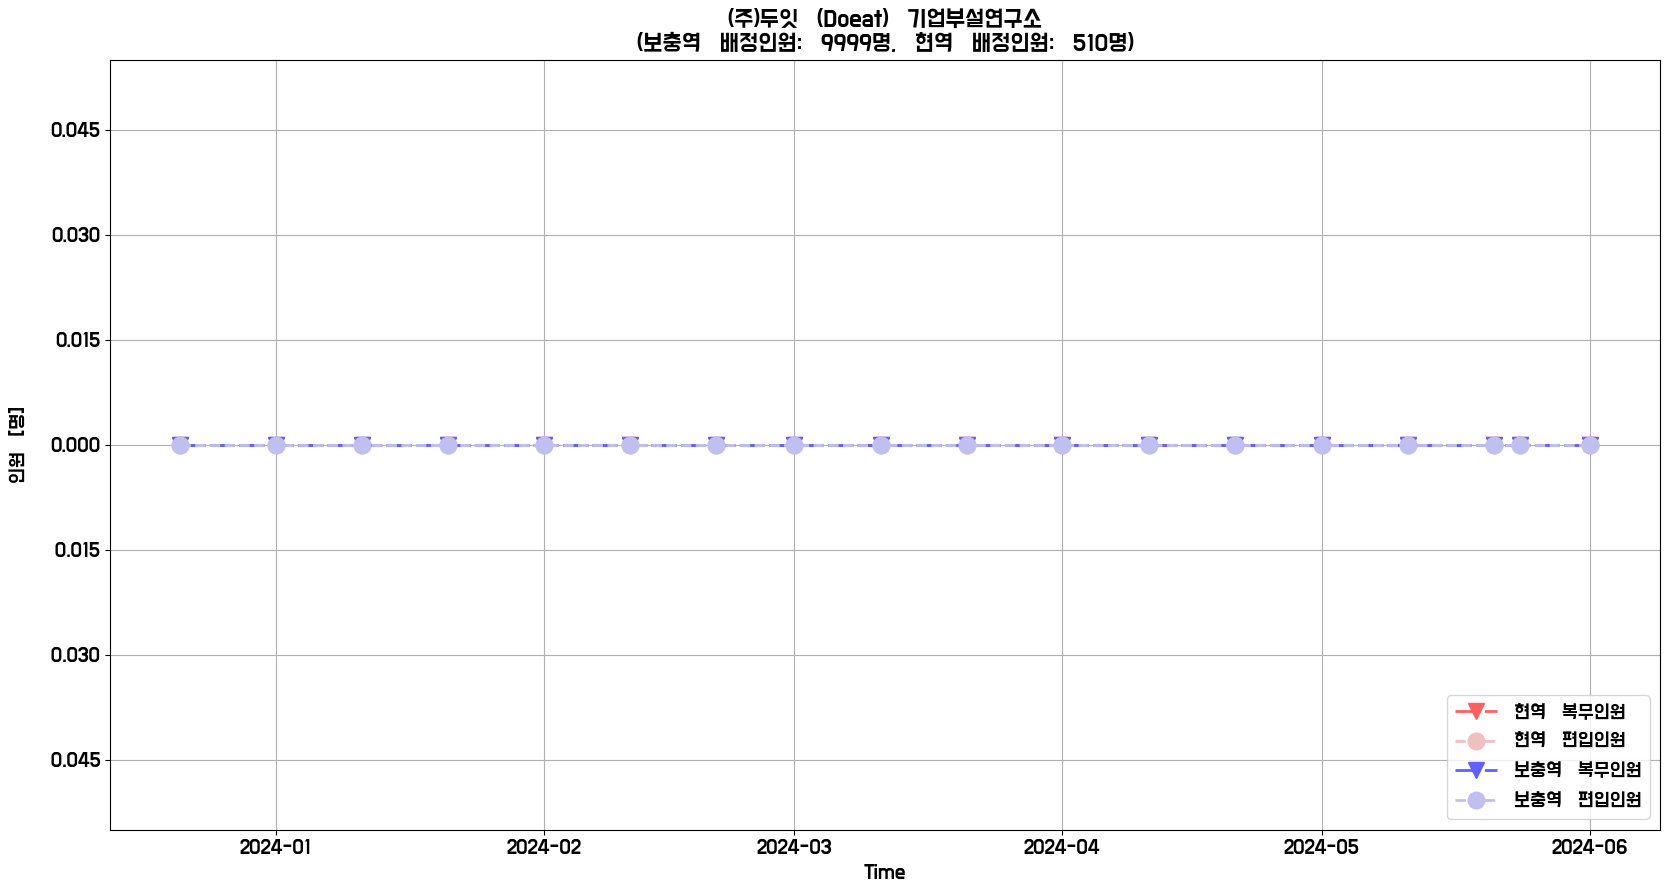 (주)두잇 (Doeat) 기업부설연구소
(보충역 배정인원: 9999명, 현역 배정인원: 510명)
인원 [명]
0.045
0.030
0.015
0.000
0.015
0.030
0.045
현역 복무인원
현역 편입인원
보충역 복무인원
보충역 편입인원
2024-01 2024-02 2024-03 2024-04 2024-05 2024-06
Time